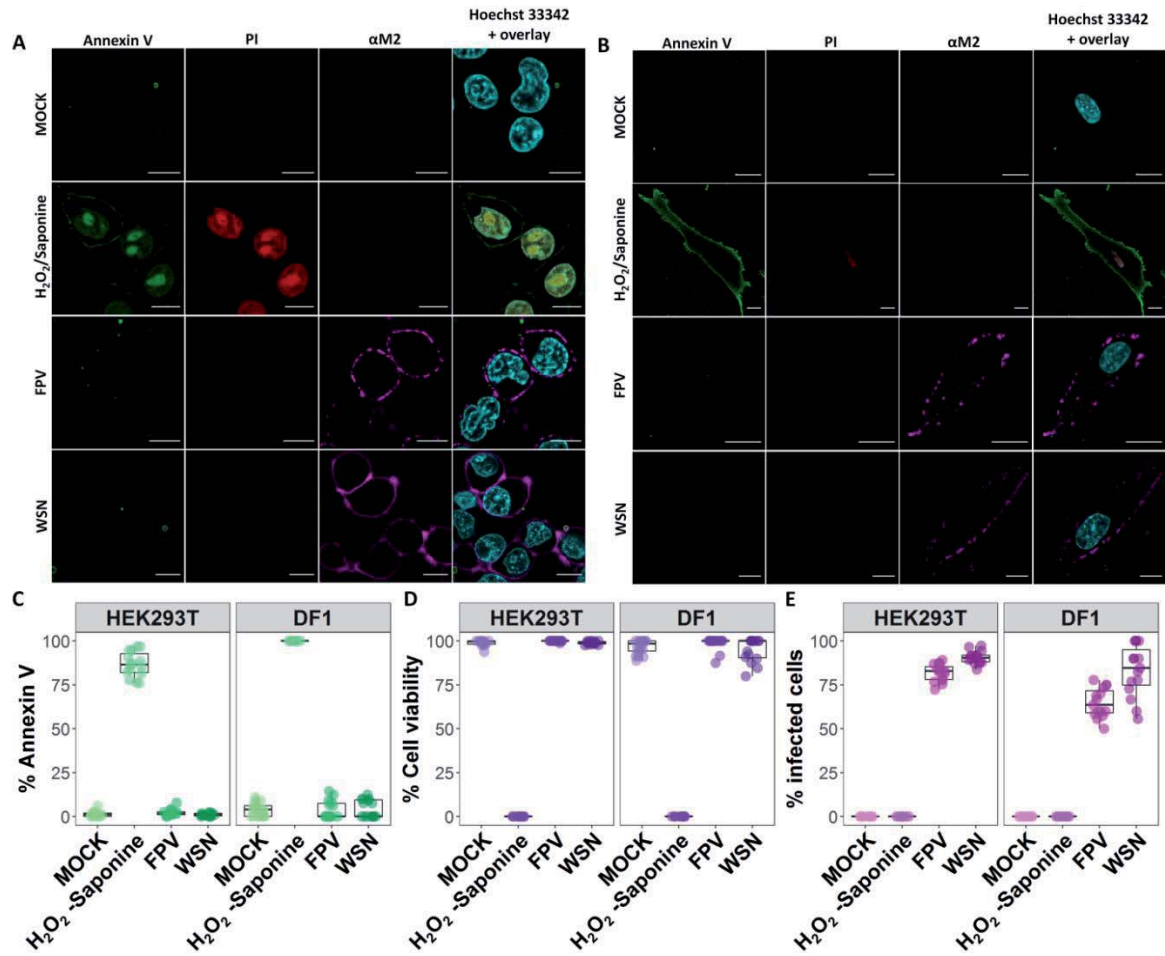 A
Annexin V
PI
αM2
Hoechst 33342
+ overlay
MOCK
H₂O₂/Saponine
FPV
WSN
B
Annexin V
PI
αM2
Hoechst 33342
+ overlay
MOCK
H₂O₂/Saponine
FPV
WSN
C
HEK293T
DF1
% Annexin V
100
75
50
25
0
MOCK
H₂O₂ -Saponine
FPV
WSN
MOCK
H₂O₂ -Saponine
FPV
WSN
D
HEK293T
DF1
% Cell viability
100
75
50
25
0
MOCK
H₂O₂ -Saponine
FPV
WSN
MOCK
H₂O₂ -Saponine
FPV
WSN
E
HEK293T
DF1
% infected cells
100
75
50
25
0
MOCK
H₂O₂ -Saponine
FPV
WSN
MOCK
H₂O₂ -Saponine
FPV
WSN